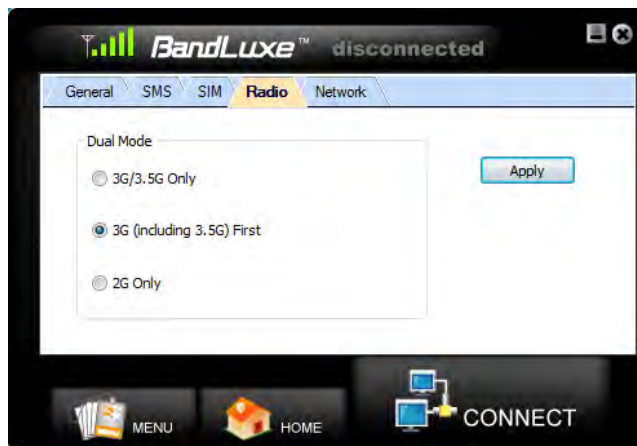 BandLuxe™ disconnected
General SMS SIM Radio Network
Dual Mode
3G/3.5G Only
Apply
3G (including 3.5G) First
2G Only
MENU HOME CONNECT